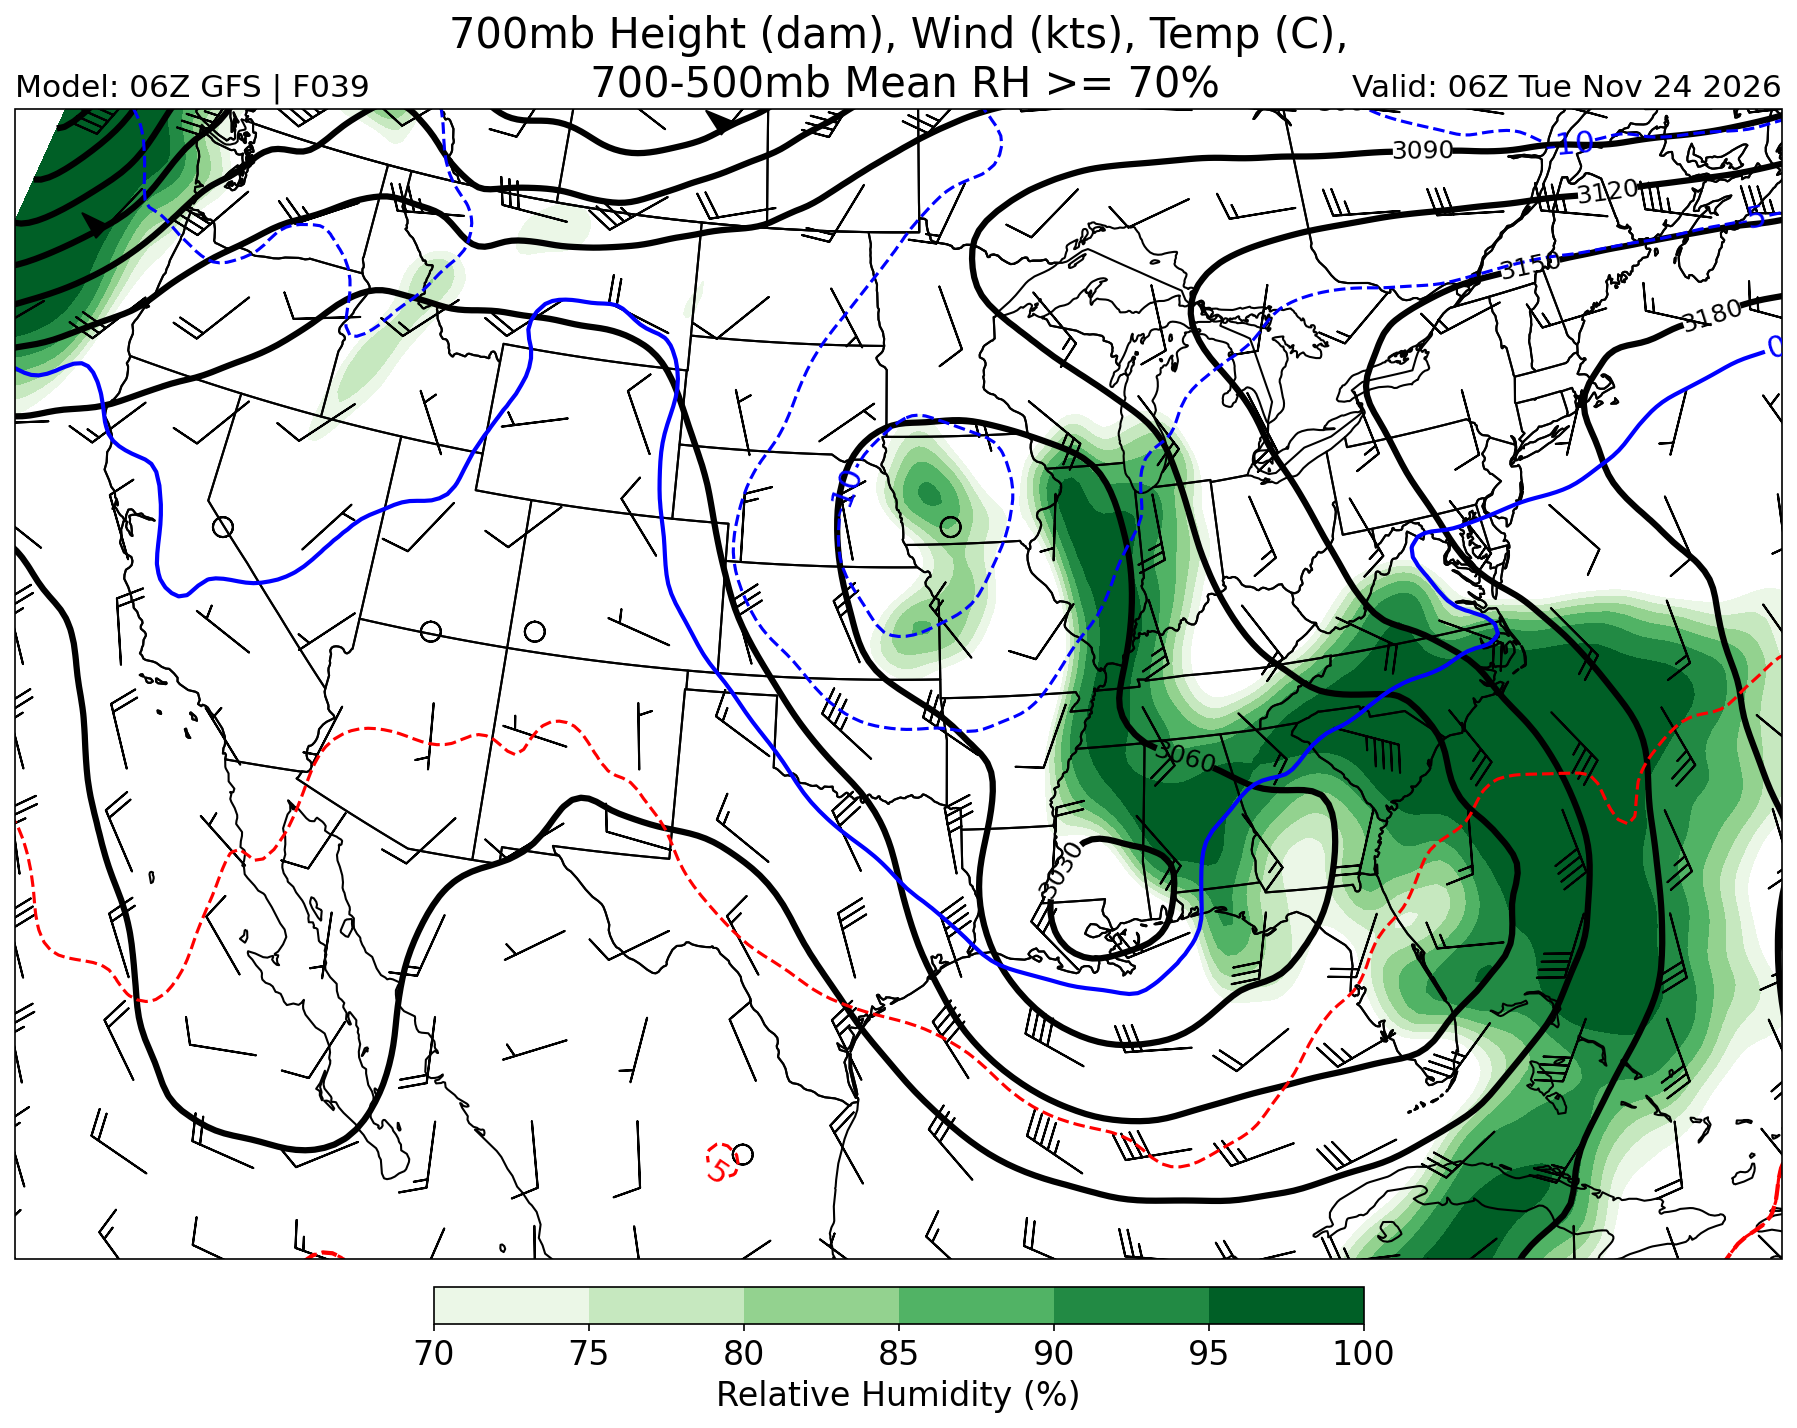 700mb Height (dam), Wind (kts), Temp (C),
Model: 06Z GFS | F039
700-500mb Mean RH >= 70%
Valid: 06Z Tue Nov 24 2026
3090
10
3120
5
3150
3180
0
10
3060
3030
5
70 75 80 85 90 95 100
Relative Humidity (%)